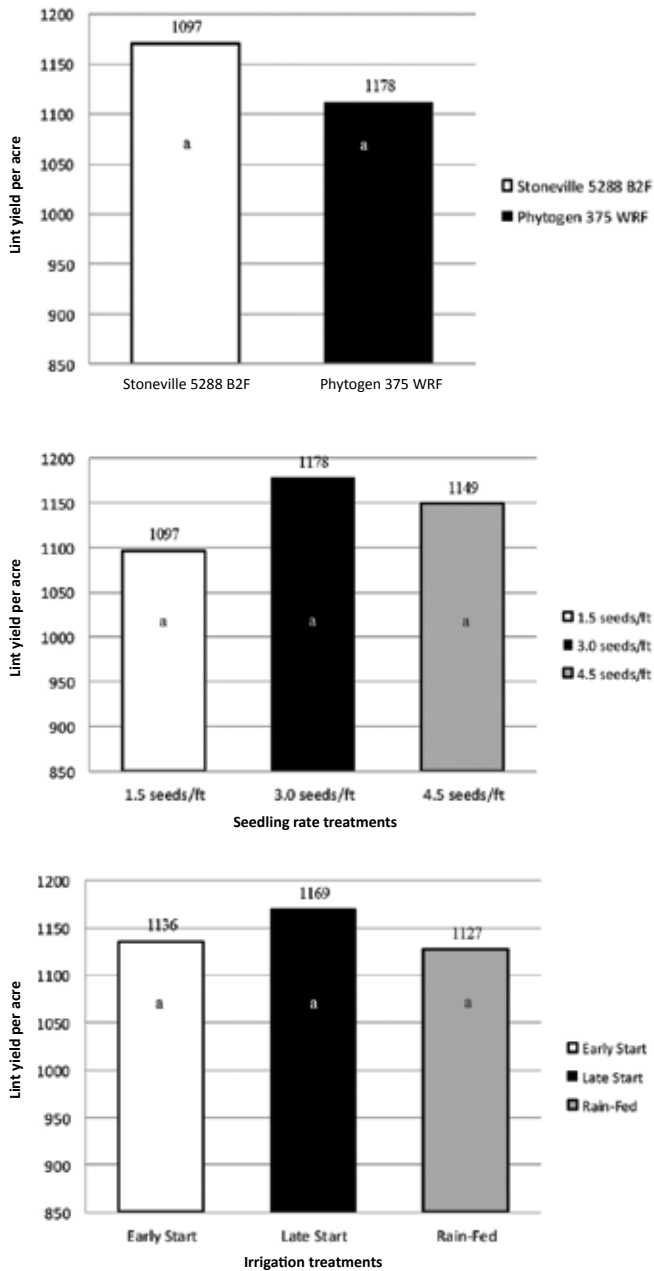 1200
1150
1100
1050
1000
950
900
850
Lint yield per acre
1097
1178
a
a
Stoneville 5288 B2F
Phytogen 375 WRF
Stoneville 5288 B2F
Phytogen 375 WRF
1200
1150
1100
1050
1000
950
900
850
Lint yield per acre
1097
1178
1149
a
a
a
1.5 seeds/ft
3.0 seeds/ft
4.5 seeds/ft
1.5 seeds/ft
3.0 seeds/ft
4.5 seeds/ft
Seedling rate treatments
1200
1150
1100
1050
1000
950
900
850
Lint yield per acre
1136
1169
1127
a
a
a
Early Start
Late Start
Rain-Fed
Early Start
Late Start
Rain-Fed
Irrigation treatments